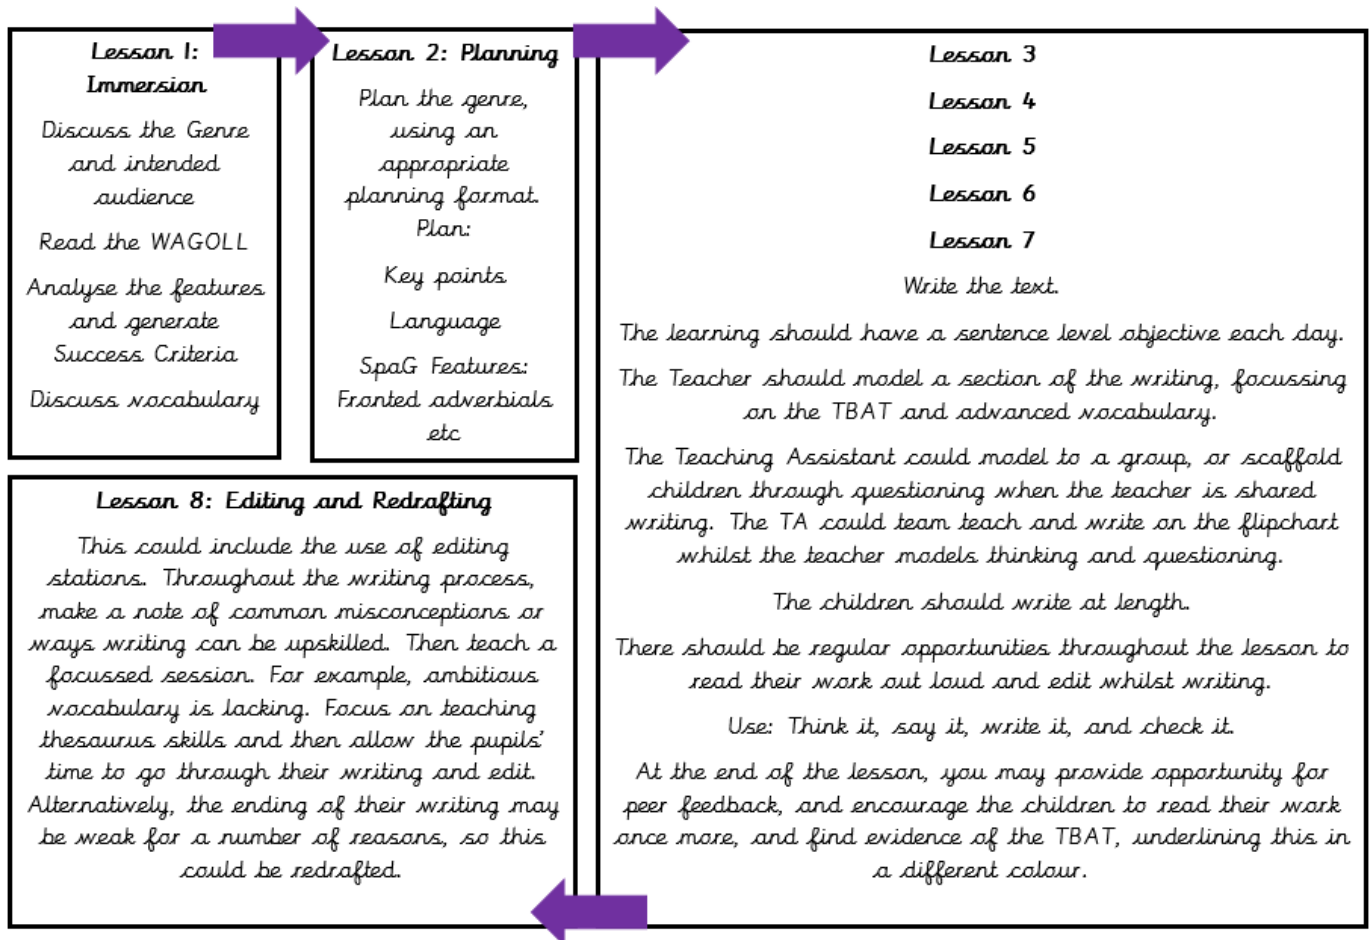 Lesson 1:
Immersion
Discuss the Genre
and intended
audience
Read the WAGOLL
Analyse the features
and generate
Success Criteria
Discuss vocabulary
Lesson 2: Planning
Plan the genre,
using an
appropriate
planning format.
Plan:
Key points
Language
SpaG Features:
Fronted adverbials
etc
Lesson 3
Lesson 4
Lesson 5
Lesson 6
Lesson 7
Write the text.
The learning should have a sentence level objective each day.
The Teacher should model a section of the writing, focussing
on the TBAT and advanced vocabulary.
The Teaching Assistant could model to a group, or scaffold
children through questioning when the teacher is shared
writing. The TA could team teach and write on the flipchart
whilst the teacher models thinking and questioning.
The children should write at length.
There should be regular opportunities throughout the lesson to
read their work out loud and edit whilst writing.
Use: Think it, say it, write it, and check it.
At the end of the lesson, you may provide opportunity for
peer feedback, and encourage the children to read their work
once more, and find evidence of the TBAT, underlining this in
a different colour.
Lesson 8: Editing and Redrafting
This could include the use of editing
stations. Throughout the writing process,
make a note of common misconceptions or
ways writing can be upskilled. Then teach a
focussed session. For example, ambitious
vocabulary is lacking. Focus on teaching
thesaurus skills and then allow the pupils'
time to go through their writing and edit.
Alternatively, the ending of their writing may
be weak for a number of reasons, so this
could be redrafted.